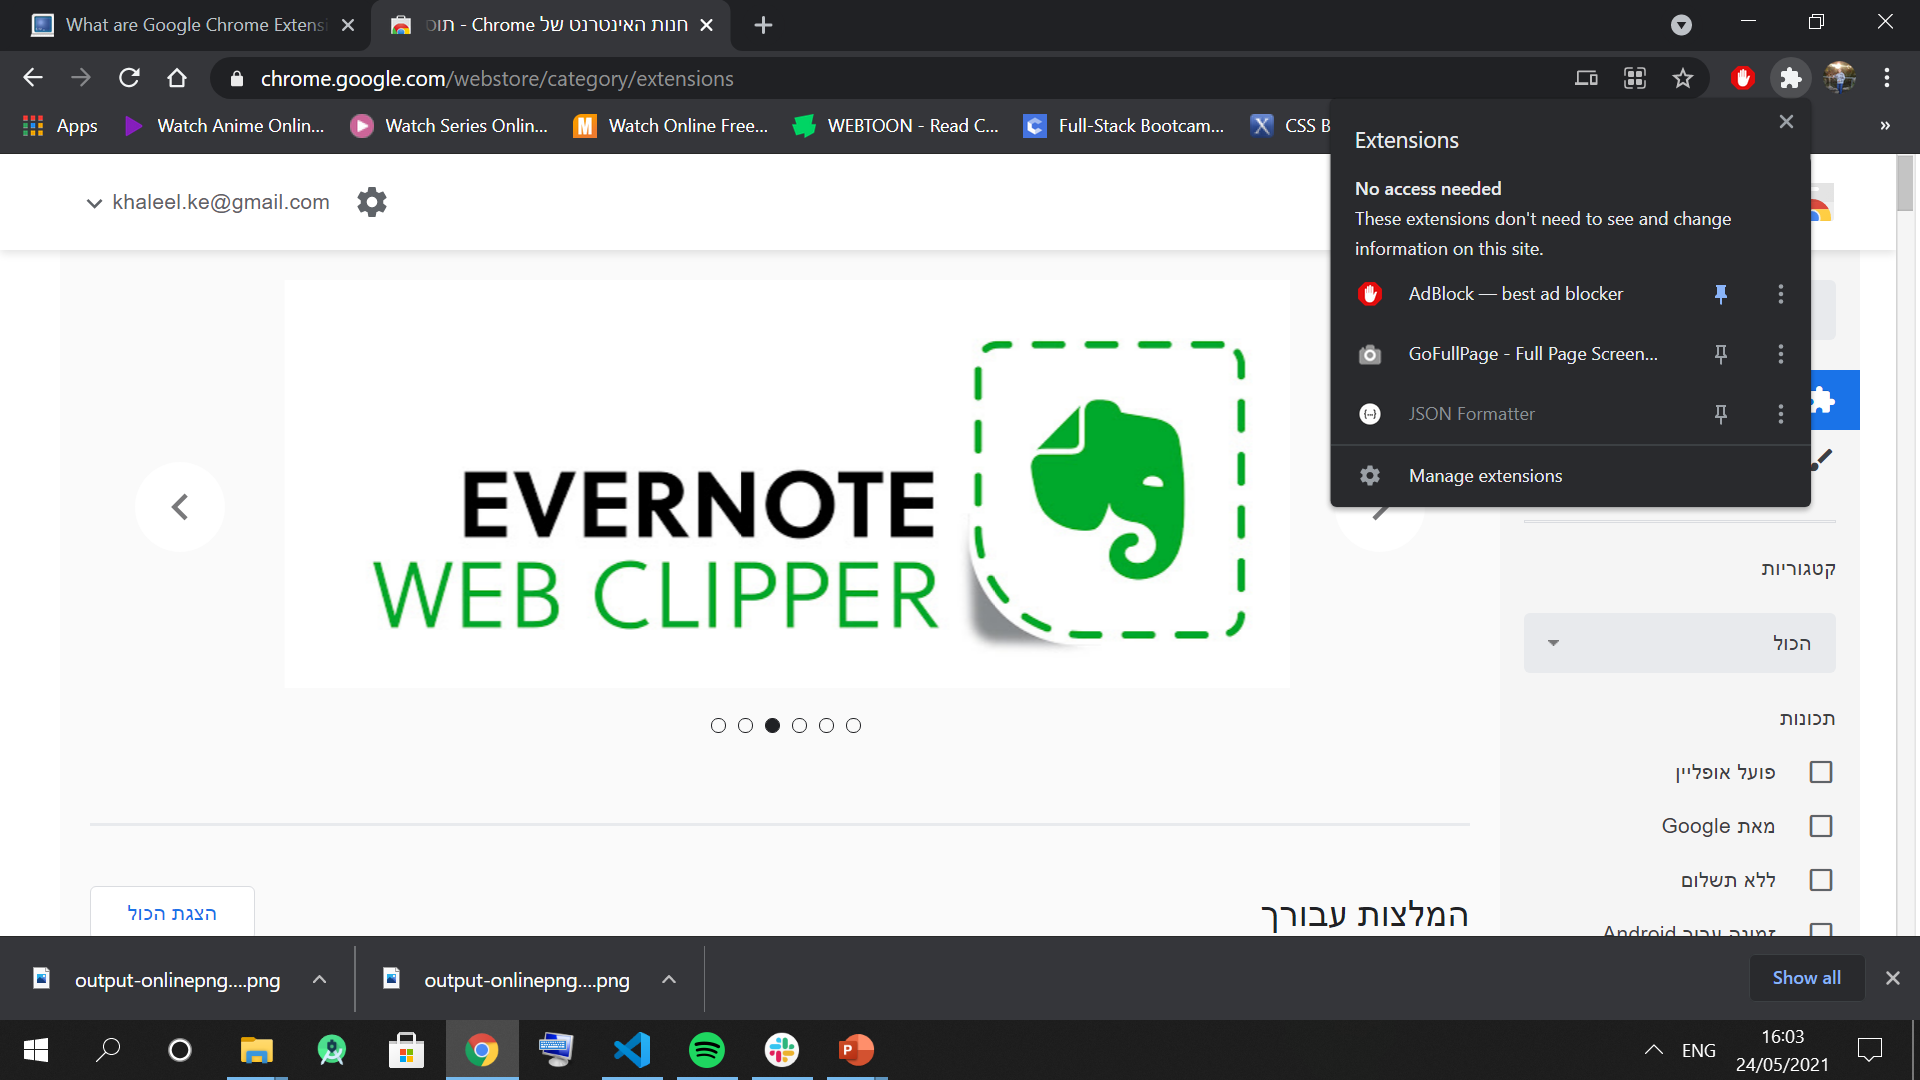 What are Google Chrome Extensi
חנות האינטרנט של Chrome - תוס
chrome.google.com/webstore/category/extensions
Apps
Watch Anime Onlin...
Watch Series Onlin...
Watch Online Free...
WEBTOON - Read C...
Full-Stack Bootcam...
CSS B
»
Extensions
No access needed
These extensions don't need to see and change
information on this site.
AdBlock — best ad blocker
GoFullPage - Full Page Screen...
JSON Formatter
Manage extensions
khaleel.ke@gmail.com
EVERNOTE
WEB CLIPPER
קטגוריות
הכול
תכונות
פועל אופליין
מאת Google
ללא תשלום
זמינה עבור Android
המלצות עבורך
הצגת הכול
output-onlinepng....png
output-onlinepng....png
Show all
ENG
16:03
24/05/2021